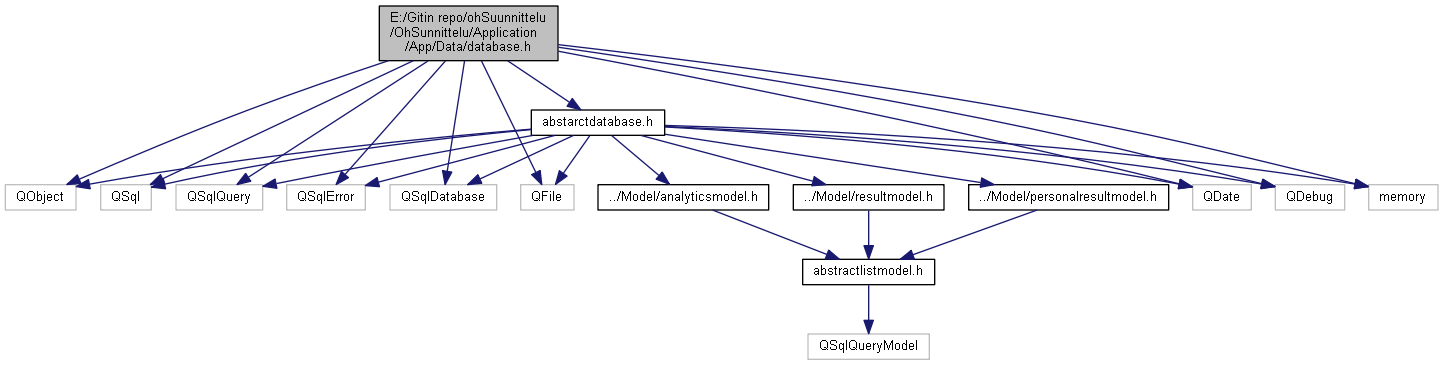 E:/Gitin repo/ohSuunnittelu
/OhSunnittelu/Application
/App/Data/database.h
abstarctdatabase.h
QObject
QSql
QSqlQuery
QSqlError
QSqlDatabase
QFile
../Model/analyticsmodel.h
../Model/resultmodel.h
../Model/personalresultmodel.h
QDate
QDebug
memory
abstractlistmodel.h
QSqlQueryModel